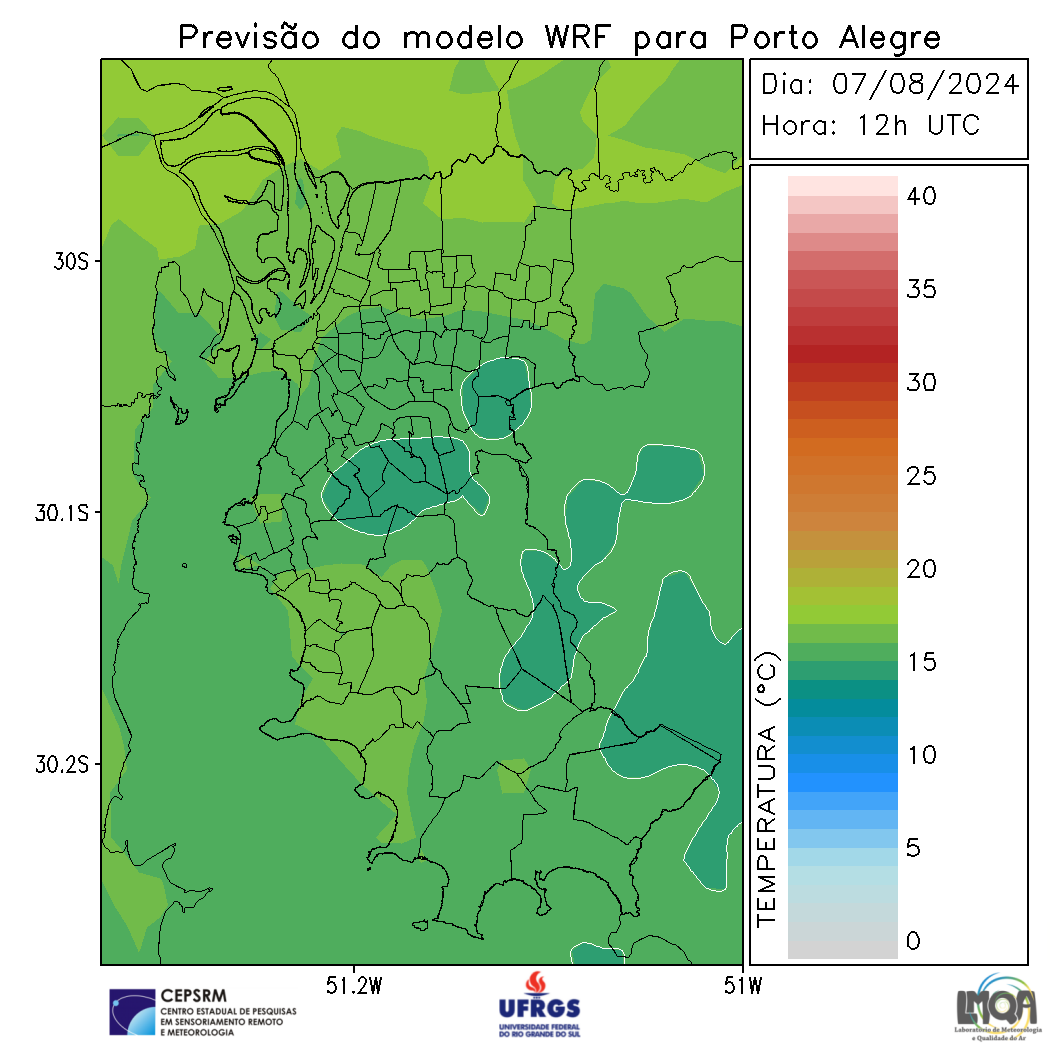 Previsão do modelo WRF para Porto Alegre
Dia: 07/08/2024
Hora: 12h UTC
30S
30.1S
30.2S
51.2W
51W
40
35
30
25
20
15
10
5
0
TEMPERATURA (°C)
CEPSRM
CENTRO ESTADUAL DE PESQUISAS
EM SENSORIAMENTO REMOTO
E METEOROLOGIA
UFRGS
UNIVERSIDADE FEDERAL
DO RIO GRANDE DO SUL
LMQA
Laboratório de Meteorologia
e Qualidade do Ar